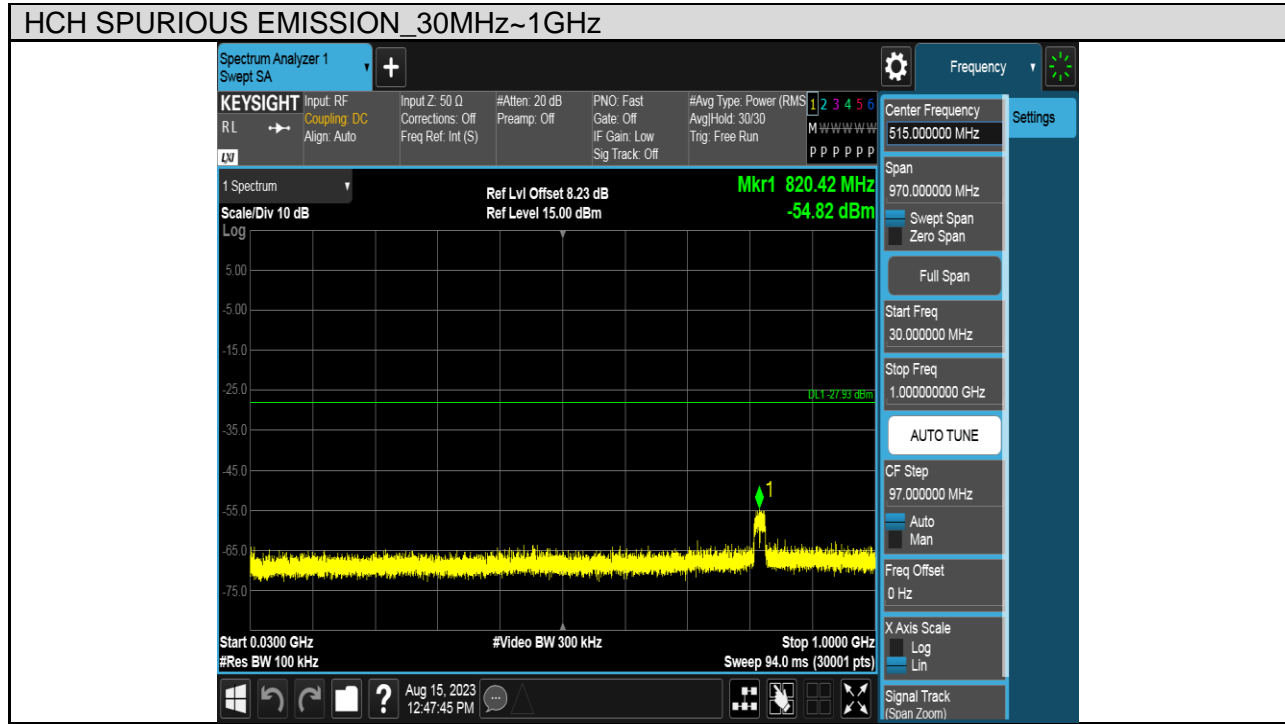 HCH SPURIOUS EMISSION_30MHz~1GHz
Spectrum Analyzer 1
Swept SA
Frequency
KEYSIGHT
RL
LXI
Input: RF
Coupling: DC
Align: Auto
Input Z: 50 Ω
Corrections: Off
Freq Ref: Int (S)
#Atten: 20 dB
Preamp: Off
PNO: Fast
Gate: Off
IF Gain: Low
Sig Track: Off
#Avg Type: Power (RMS
Avg|Hold: 30/30
Trig: Free Run
1 2 3 4 5 6
M W W W W W
P P P P P P
1 Spectrum
Scale/Div 10 dB
Ref Lvl Offset 8.23 dB
Ref Level 15.00 dBm
Mkr1 820.42 MHz
-54.82 dBm
Log
5.00
-5.00
-15.0
-25.0
DL1 -27.93 dBm
-35.0
-45.0
1
-55.0
-65.0
-75.0
Start 0.0300 GHz
#Video BW 300 kHz
Stop 1.0000 GHz
#Res BW 100 kHz
Sweep 94.0 ms (30001 pts)
Center Frequency
515.000000 MHz
Settings
Span
970.000000 MHz
Swept Span
Zero Span
Full Span
Start Freq
30.000000 MHz
Stop Freq
1.000000000 GHz
AUTO TUNE
CF Step
97.000000 MHz
Auto
Man
Freq Offset
0 Hz
X Axis Scale
Log
Lin
Signal Track
(Span Zoom)
?
Aug 15, 2023
12:47:45 PM